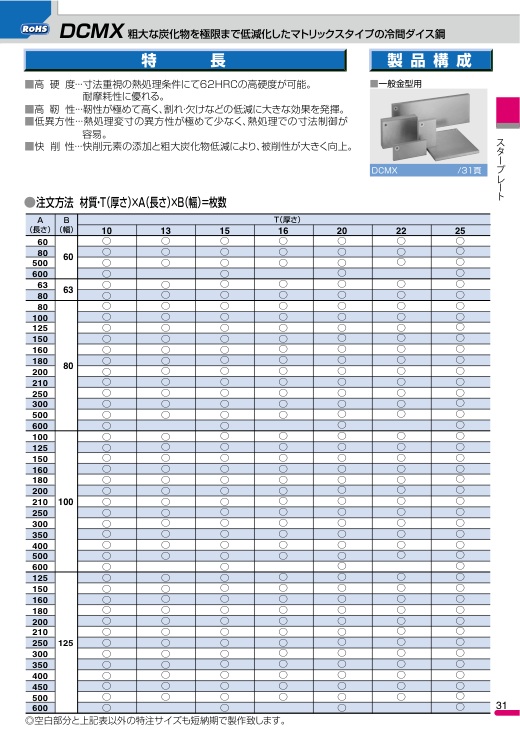 RoHS
DCMX 粗大な炭化物を極限まで低減化したマトリックスタイプの冷間ダイス鋼
特長
■高硬度…寸法重視の熱処理条件にて62HRCの高硬度が可能。
耐摩耗性に優れる。
■高靭性…靭性が極めて高く、割れ・欠けなどの低減に大きな効果を発揮。
■低異方性…熱処理変寸の異方性が極めて少なく、熱処理での寸法制御が
容易。
■快削性…快削元素の添加と粗大炭化物低減により、被削性が大きく向上。
製品構成
■一般金型用
DCMX /31頁
スタープレート
●注文方法 材質・T(厚さ)×A(長さ)×B(幅)=枚数
A B T(厚さ)
(長さ) (幅) 10 13 15 16 20 22 25
60 ○ ○ ○ ○ ○ ○ ○
80 ○ ○ ○ ○ ○ ○ ○
60
500 ○ ○ ○ ○ ○ ○ ○
600 ○ ○ ○ ○
63 ○ ○ ○ ○ ○ ○ ○
63
80 ○ ○ ○ ○ ○ ○ ○
80 ○ ○ ○ ○ ○ ○ ○
100 ○ ○ ○ ○ ○ ○ ○
125 ○ ○ ○ ○ ○ ○ ○
150 ○ ○ ○ ○ ○ ○ ○
160 ○ ○ ○ ○ ○ ○ ○
180 ○ ○ ○ ○ ○ ○ ○
80
200 ○ ○ ○ ○ ○ ○ ○
210 ○ ○ ○ ○ ○ ○ ○
250 ○ ○ ○ ○ ○ ○ ○
300 ○ ○ ○ ○ ○ ○ ○
500 ○ ○ ○ ○ ○ ○ ○
600 ○ ○ ○ ○
100 ○ ○ ○ ○ ○ ○ ○
125 ○ ○ ○ ○ ○ ○ ○
150 ○ ○ ○ ○ ○ ○ ○
160 ○ ○ ○ ○ ○ ○ ○
180 ○ ○ ○ ○ ○ ○ ○
200 ○ ○ ○ ○ ○ ○ ○
210 100 ○ ○ ○ ○ ○ ○ ○
250 ○ ○ ○ ○ ○ ○ ○
300 ○ ○ ○ ○ ○ ○ ○
350 ○ ○ ○ ○ ○ ○ ○
400 ○ ○ ○ ○ ○ ○ ○
500 ○ ○ ○ ○ ○ ○ ○
600 ○ ○ ○ ○
125 ○ ○ ○ ○ ○ ○ ○
150 ○ ○ ○ ○ ○ ○ ○
160 ○ ○ ○ ○ ○ ○ ○
180 ○ ○ ○ ○ ○ ○ ○
200 ○ ○ ○ ○ ○ ○ ○
210 ○ ○ ○ ○ ○ ○ ○
250 125 ○ ○ ○ ○ ○ ○ ○
300 ○ ○ ○ ○ ○ ○ ○
350 ○ ○ ○ ○ ○ ○ ○
400 ○ ○ ○ ○ ○ ○ ○
450 ○ ○ ○ ○ ○ ○ ○
500 ○ ○ ○ ○ ○ ○ ○
600 ○ ○ ○ ○
◎空白部分と上記表以外の特注サイズも短納期で製作致します。
31